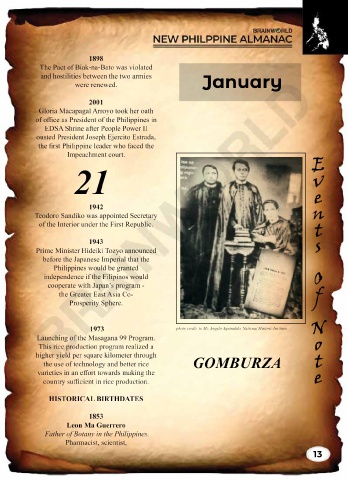 BRAINWORLD
NEW PHILPPINE ALMANAC
January
1898
The Pact of Biak-na-Bato was violated
and hostilities between the two armies
were renewed.
2001
Gloria Macapagal Arroyo took her oath
of office as President of the Philippines in
EDSA Shrine after People Power II
ousted President Joseph Ejercito Estrada,
the first Philippine leader who faced the
Impeachment court.
21
1942
Teodoro Sandiko was appointed Secretary
of the Interior under the First Republic.
1943
Prime Minister Hideiki Tozyo announced
before the Japanese Imperial that the
Philippines would be granted
independence if the Filipinos would
cooperate with Japan's program -
the Greater East Asia Co-
Prosperity Sphere.
1973
Launching of the Masagana 99 Program.
This rice production program realized a
higher yield per square kilometer through
the use of technology and better rice
varieties in an effort towards making the
country sufficient in rice production.
HISTORICAL BIRTHDATES
1853
Leon Ma Guerrero
Father of Botany in the Philippines.
Pharmacist, scientist,
photo credit to Mr. Angelo Aguinaldo National Historic Institute
GOMBURZA
Events Of Note
13